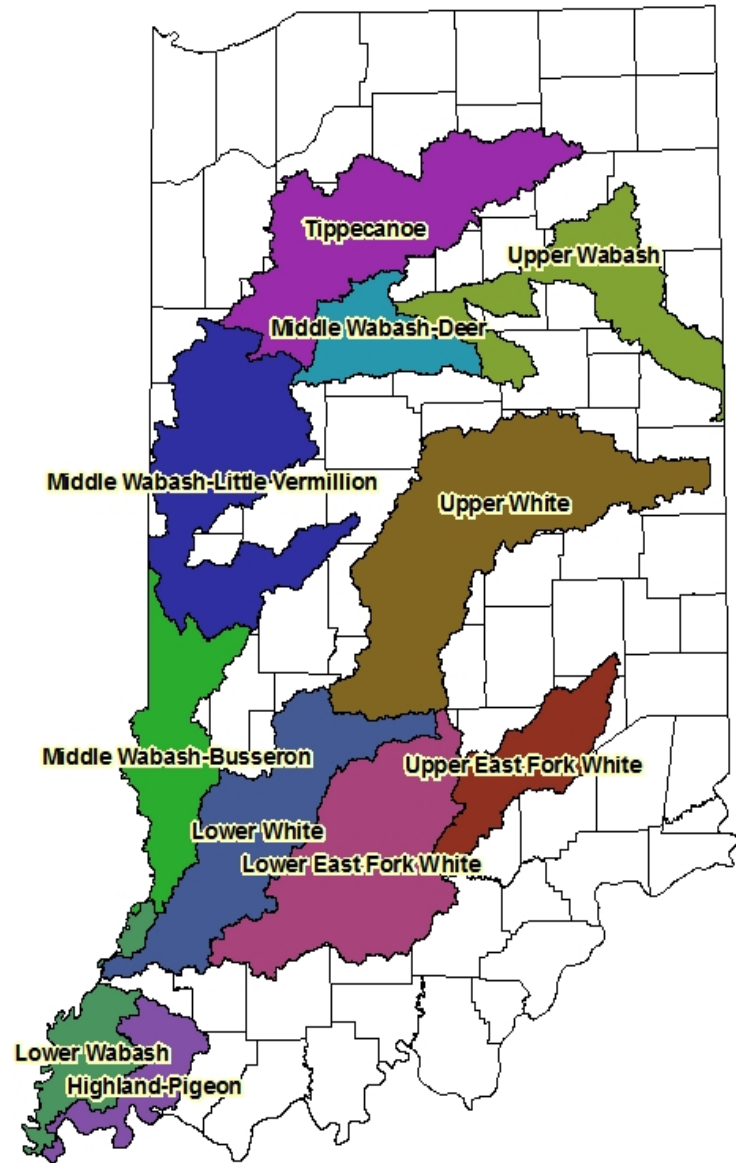 Tippecanoe
Upper Wabash
Middle Wabash-Deer
Middle Wabash-Little Vermillion
Upper White
Middle Wabash-Busseron
Upper East Fork White
Lower White
Lower East Fork White
Lower Wabash
Highland-Pigeon